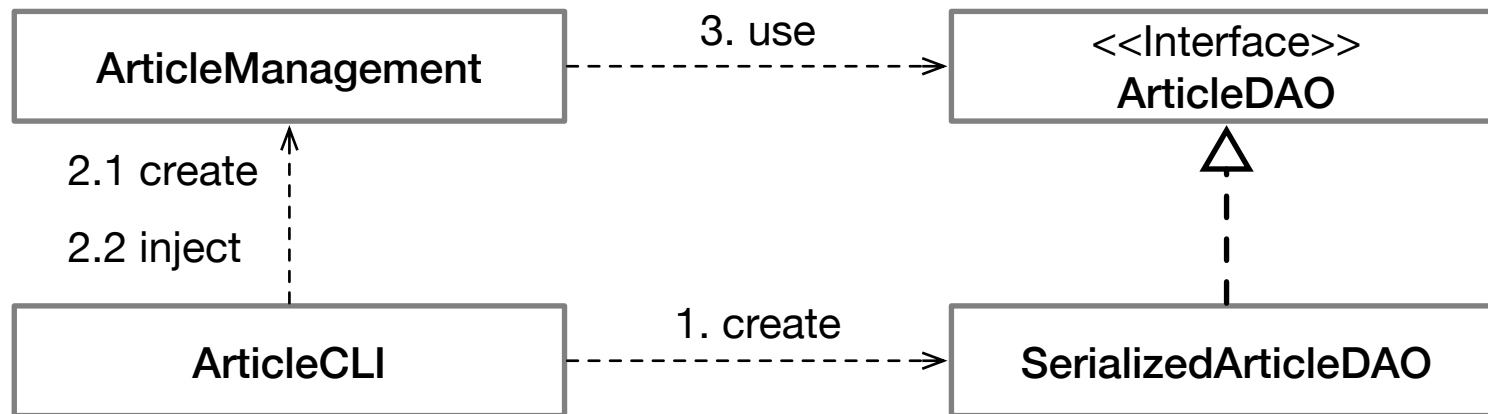 ArticleManagement
3. use
<<Interface>>
ArticleDAO
2.1 create
2.2 inject
ArticleCLI
1. create
SerializedArticleDAO